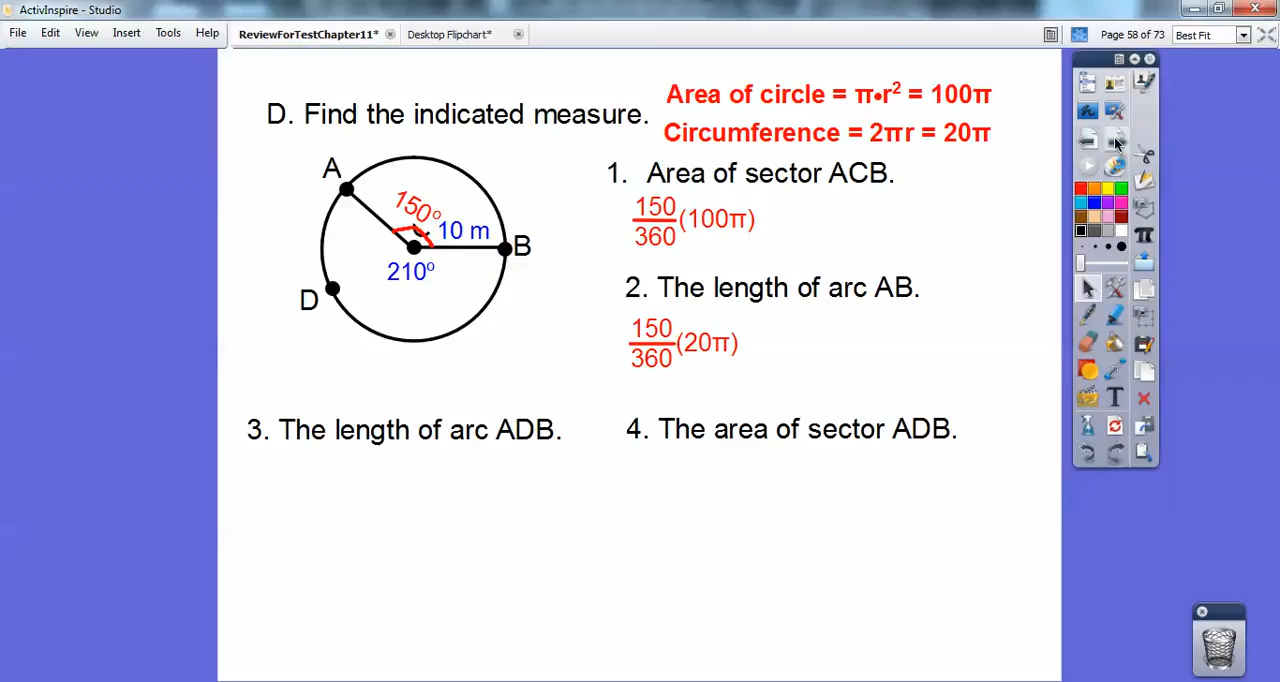 ActivInspire - Studio
File Edit View Insert Tools Help
ReviewForTestChapter11* Desktop Flipchart*
Page 58 of 73 Best Fit
D. Find the indicated measure.
Area of circle = π•r² = 100π
Circumference = 2πr = 20π
A
150°
10 m
B
210°
D
1. Area of sector ACB.
150
360 (100π)
2. The length of arc AB.
150
360 (20π)
3. The length of arc ADB.
4. The area of sector ADB.